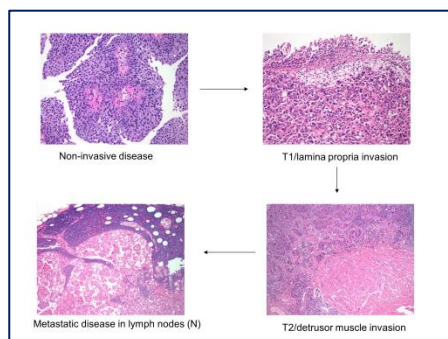 Non-invasive disease
T1/lamina propria invasion
Metastatic disease in lymph nodes (N)
T2/detrusor muscle invasion